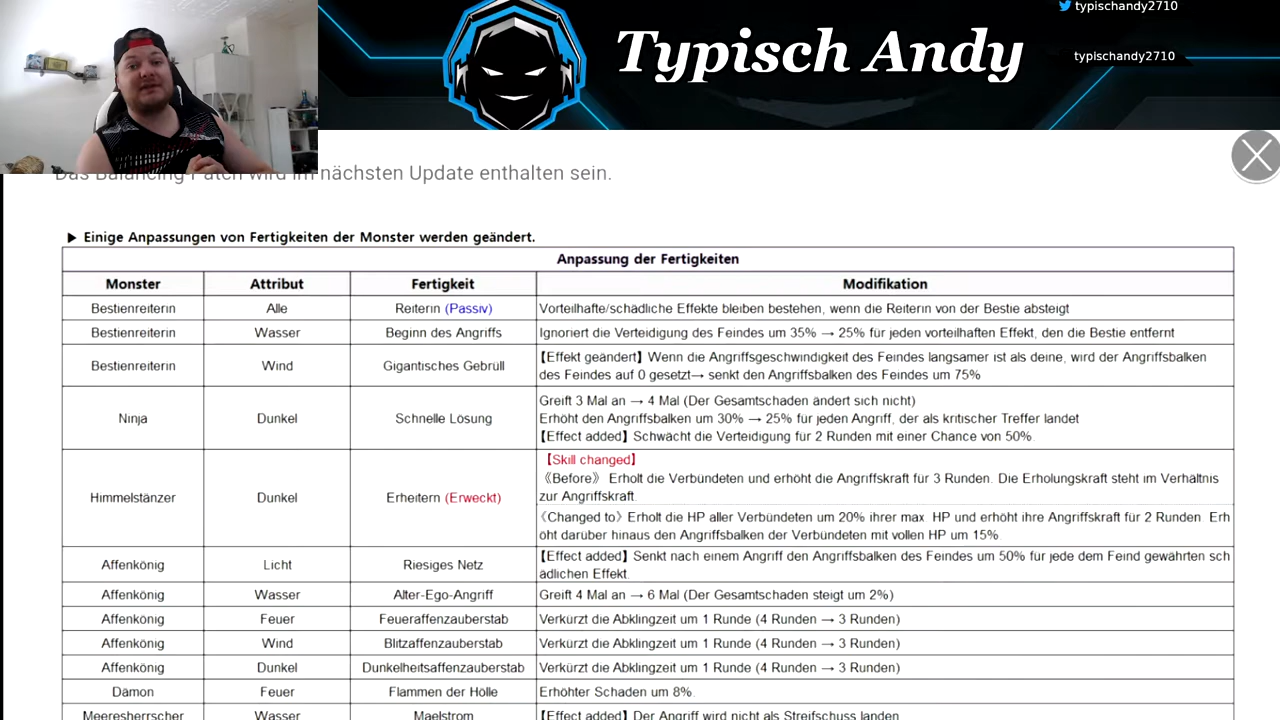 typischandy2710
Typisch Andy
typischandy2710
Das Balancing-Patch wird im nächsten Update enthalten sein.
▶ Einige Anpassungen von Fertigkeiten der Monster werden geändert.
Anpassung der Fertigkeiten
Monster Attribut Fertigkeit Modifikation
Bestienreiterin Alle Reiterin (Passiv) Vorteilhafte/schädliche Effekte bleiben bestehen, wenn die Reiterin von der Bestie absteigt
Bestienreiterin Wasser Beginn des Angriffs Ignoriert die Verteidigung des Feindes um 35% → 25% für jeden vorteilhaften Effekt, den die Bestie entfernt
Bestienreiterin Wind Gigantisches Gebrüll 【Effekt geändert】 Wenn die Angriffsgeschwindigkeit des Feindes langsamer ist als deine, wird der Angriffsbalken
des Feindes auf 0 gesetzt→ senkt den Angriffsbalken des Feindes um 75%
Ninja Dunkel Schnelle Lösung Greift 3 Mal an → 4 Mal (Der Gesamtschaden ändert sich nicht)
Erhöht den Angriffsbalken um 30% → 25% für jeden Angriff, der als kritischer Treffer landet
【Effect added】 Schwächt die Verteidigung für 2 Runden mit einer Chance von 50%.
Himmelstänzer Dunkel Erheitern (Erweckt) 【Skill changed】
《Before》 Erholt die Verbündeten und erhöht die Angriffskraft für 3 Runden. Die Erholungskraft steht im Verhältnis
zur Angriffskraft.
《Changed to》 Erholt die HP aller Verbündeten um 20% ihrer max. HP und erhöht ihre Angriffskraft für 2 Runden. Erh
öht darüber hinaus den Angriffsbalken der Verbündeten mit vollen HP um 15%.
Affenkönig Licht Riesiges Netz 【Effect added】 Senkt nach einem Angriff den Angriffsbalken des Feindes um 50% für jede dem Feind gewährten sch
ädlichen Effekt.
Affenkönig Wasser Alter-Ego-Angriff Greift 4 Mal an → 6 Mal (Der Gesamtschaden steigt um 2%)
Affenkönig Feuer Feueraffenzauberstab Verkürzt die Abklingzeit um 1 Runde (4 Runden → 3 Runden)
Affenkönig Wind Blitzaffenzauberstab Verkürzt die Abklingzeit um 1 Runde (4 Runden → 3 Runden)
Affenkönig Dunkel Dunkelheitsaffenzauberstab Verkürzt die Abklingzeit um 1 Runde (4 Runden → 3 Runden)
Dämon Feuer Flammen der Hölle Erhöhter Schaden um 8%.
Meeresherrscher Wasser Maelstrom 【Effect added】 Der Angriff wird nicht als Streifschuss landen